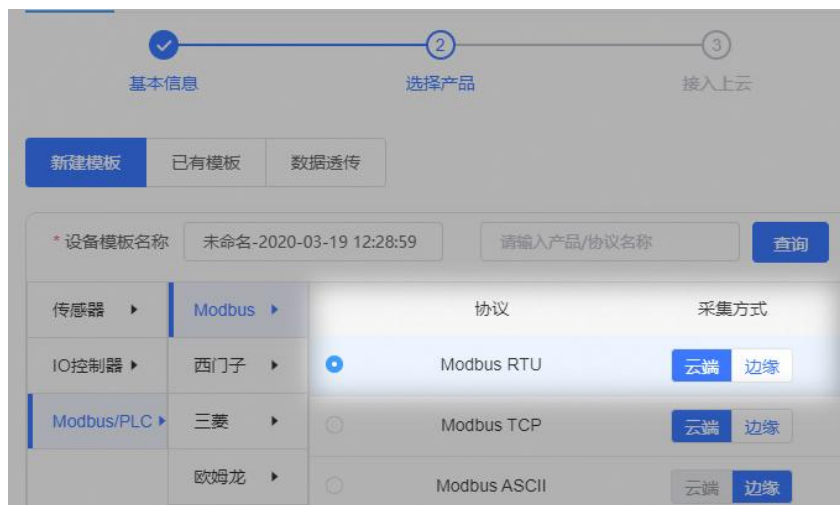 2 3
基本信息 选择产品 接入上云
新建模板 已有模板 数据透传
* 设备模板名称 未命名-2020-03-19 12:28:59 请输入产品/协议名称 查询
传感器 Modbus 协议 采集方式
IO控制器 西门子 Modbus RTU 云端 边缘
Modbus/PLC 三菱 Modbus TCP 云端 边缘
欧姆龙 Modbus ASCII 云端 边缘